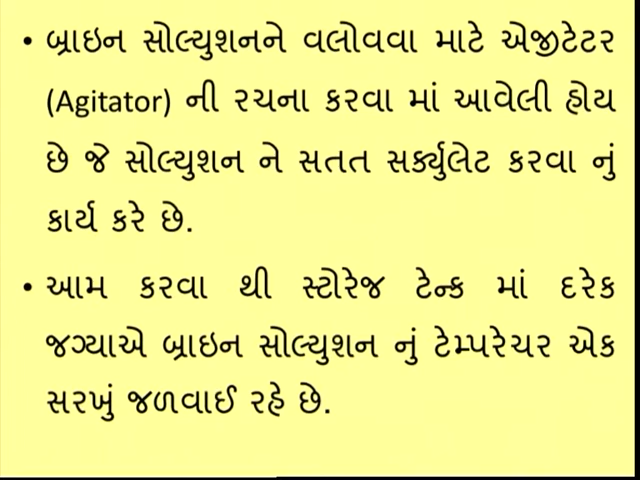 • બ્રાઇન સોલ્યુશનને વલોવવા માટે એજીટેટર
(Agitator) ની રચના કરવા માં આવેલી હોય
છે જે સોલ્યુશન ને સતત સર્ક્યુલેટ કરવા નું
કાર્ય કરે છે.
• આમ કરવા થી સ્ટોરેજ ટેન્ક માં દરેક
જગ્યાએ બ્રાઇન સોલ્યુશન નું ટેમ્પરેચર એક
સરખું જળવાઈ રહે છે.